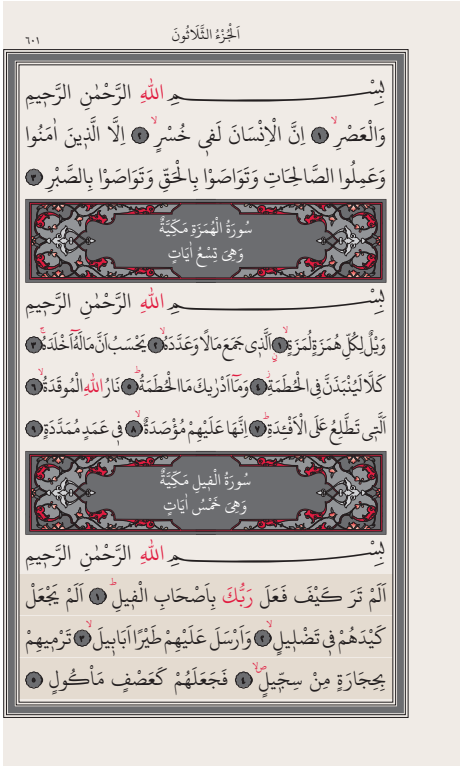 اَلْجُزْءُ الثَّلَاثُونَ
٦٠١
بِسْمِ اللّٰهِ الرَّحْمٰنِ الرَّح۪يمِ
وَالْعَصْرِۙ ١ اِنَّ الْاِنْسَانَ لَف۪ي خُسْرٍۙ ٢ اِلَّا الَّذ۪ينَ اٰمَنُوا
وَعَمِلُوا الصَّالِحَاتِ وَتَوَاصَوْا بِالْحَقِّ وَتَوَاصَوْا بِالصَّبْرِ ٣
سُورَةُ الْهُمَزَةِ مَكِّيَّةٌ
وَهِيَ تِسْعُ اٰيَاتٍ
بِسْمِ اللّٰهِ الرَّحْمٰنِ الرَّح۪يمِ
وَيْلٌ لِكُلِّ هُمَزَةٍ لُمَزَةٍۙ ١ اَلَّذ۪ي جَمَعَ مَالًا وَعَدَّدَهُۙ ٢ يَحْسَبُ اَنَّ مَالَهُٓ اَخْلَدَهُۚ ٣
كَلَّا لَيُنْبَذَنَّ فِي الْحُطَمَةِۘ ٤ وَمَٓا اَدْرٰيكَ مَا الْحُطَمَةُۜ ٥ نَارُ اللّٰهِ الْمُوقَدَةُۙ ٦
اَلَّت۪ي تَطَّلِعُ عَلَى الْاَفْـِٔدَةِۜ ٧ اِنَّهَا عَلَيْهِمْ مُؤْصَدَةٌۙ ٨ ف۪ي عَمَدٍ مُمَدَّدَةٍ ٩
سُورَةُ الْف۪يلِ مَكِّيَّةٌ
وَهِيَ خَمْسُ اٰيَاتٍ
بِسْمِ اللّٰهِ الرَّحْمٰنِ الرَّح۪يمِ
اَلَمْ تَرَ كَيْفَ فَعَلَ رَبُّكَ بِاَصْحَابِ الْف۪يلِۜ ١ اَلَمْ يَجْعَلْ
كَيْدَهُمْ ف۪ي تَضْل۪يلٍۙ ٢ وَاَرْسَلَ عَلَيْهِمْ طَيْرًا اَبَاب۪يلَۙ ٣ تَرْم۪يهِمْ
بِحِجَارَةٍ مِنْ سِجّ۪يلٍۖۙ ٤ فَجَعَلَهُمْ كَعَصْفٍ مَأْكُولٍ ٥